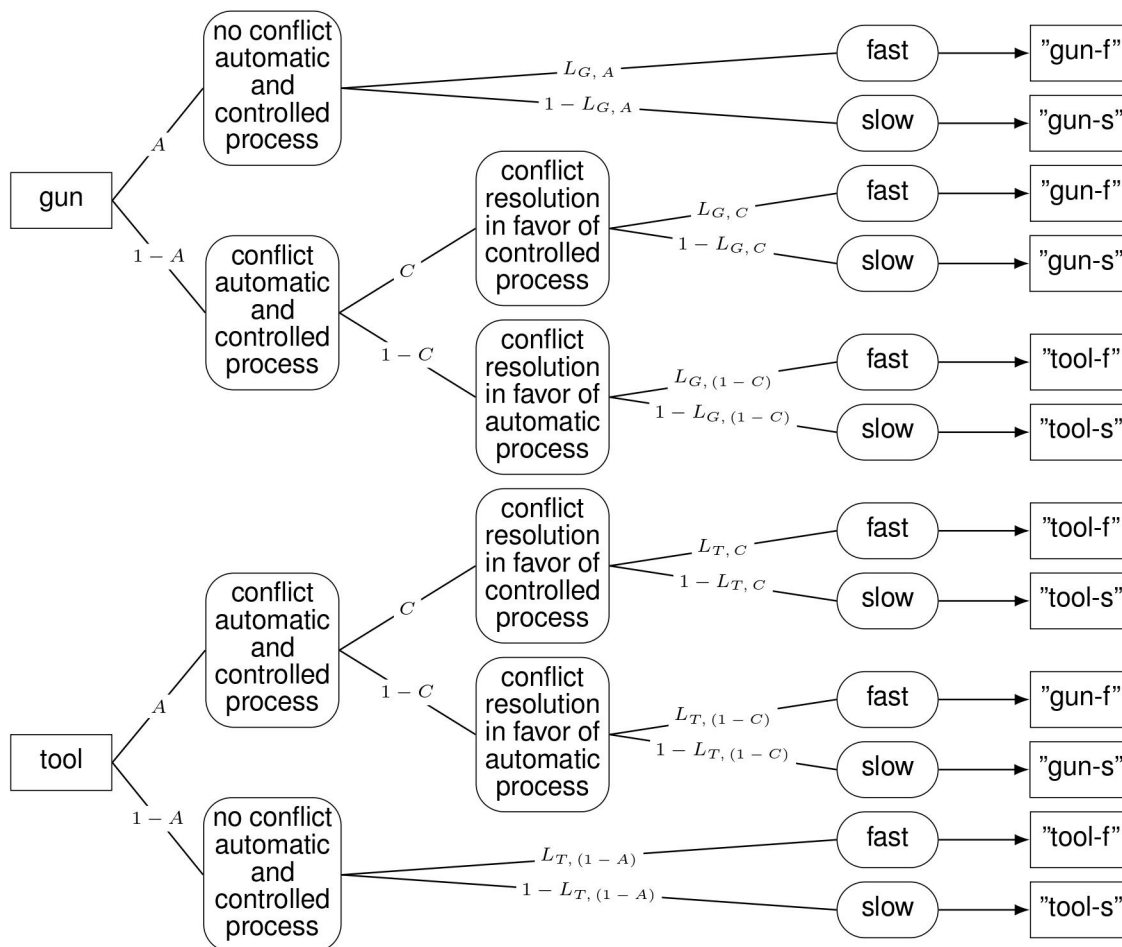 gun
A
1 − A
no conflict
automatic
and
controlled
process
L_{G, A}
1 − L_{G, A}
fast
"gun-f"
slow
"gun-s"
conflict
automatic
and
controlled
process
C
1 − C
conflict
resolution
in favor of
controlled
process
L_{G, C}
1 − L_{G, C}
fast
"gun-f"
slow
"gun-s"
conflict
resolution
in favor of
automatic
process
L_{G, (1 − C)}
1 − L_{G, (1 − C)}
fast
"tool-f"
slow
"tool-s"
tool
A
1 − A
conflict
automatic
and
controlled
process
C
1 − C
conflict
resolution
in favor of
controlled
process
L_{T, C}
1 − L_{T, C}
fast
"tool-f"
slow
"tool-s"
conflict
resolution
in favor of
automatic
process
L_{T, (1 − C)}
1 − L_{T, (1 − C)}
fast
"gun-f"
slow
"gun-s"
no conflict
automatic
and
controlled
process
L_{T, (1 − A)}
1 − L_{T, (1 − A)}
fast
"tool-f"
slow
"tool-s"